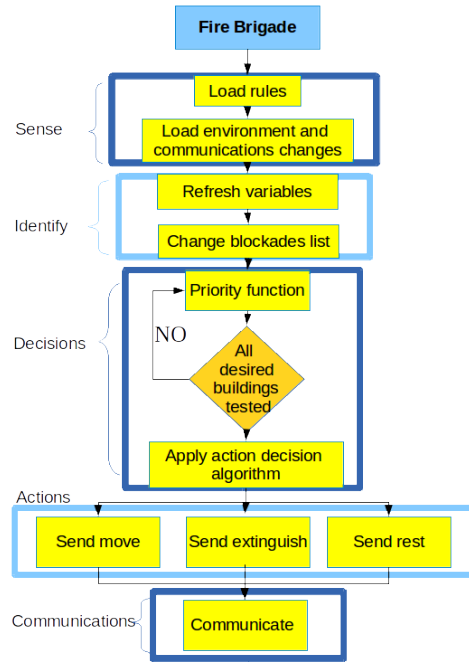 Fire Brigade
Load rules
Sense
Load environment and
communications changes
Refresh variables
Identify
Change blockades list
Priority function
NO
Decisions
All
desired
buildings
tested
Apply action decision
algorithm
Actions
Send move
Send extinguish
Send rest
Communications
Communicate